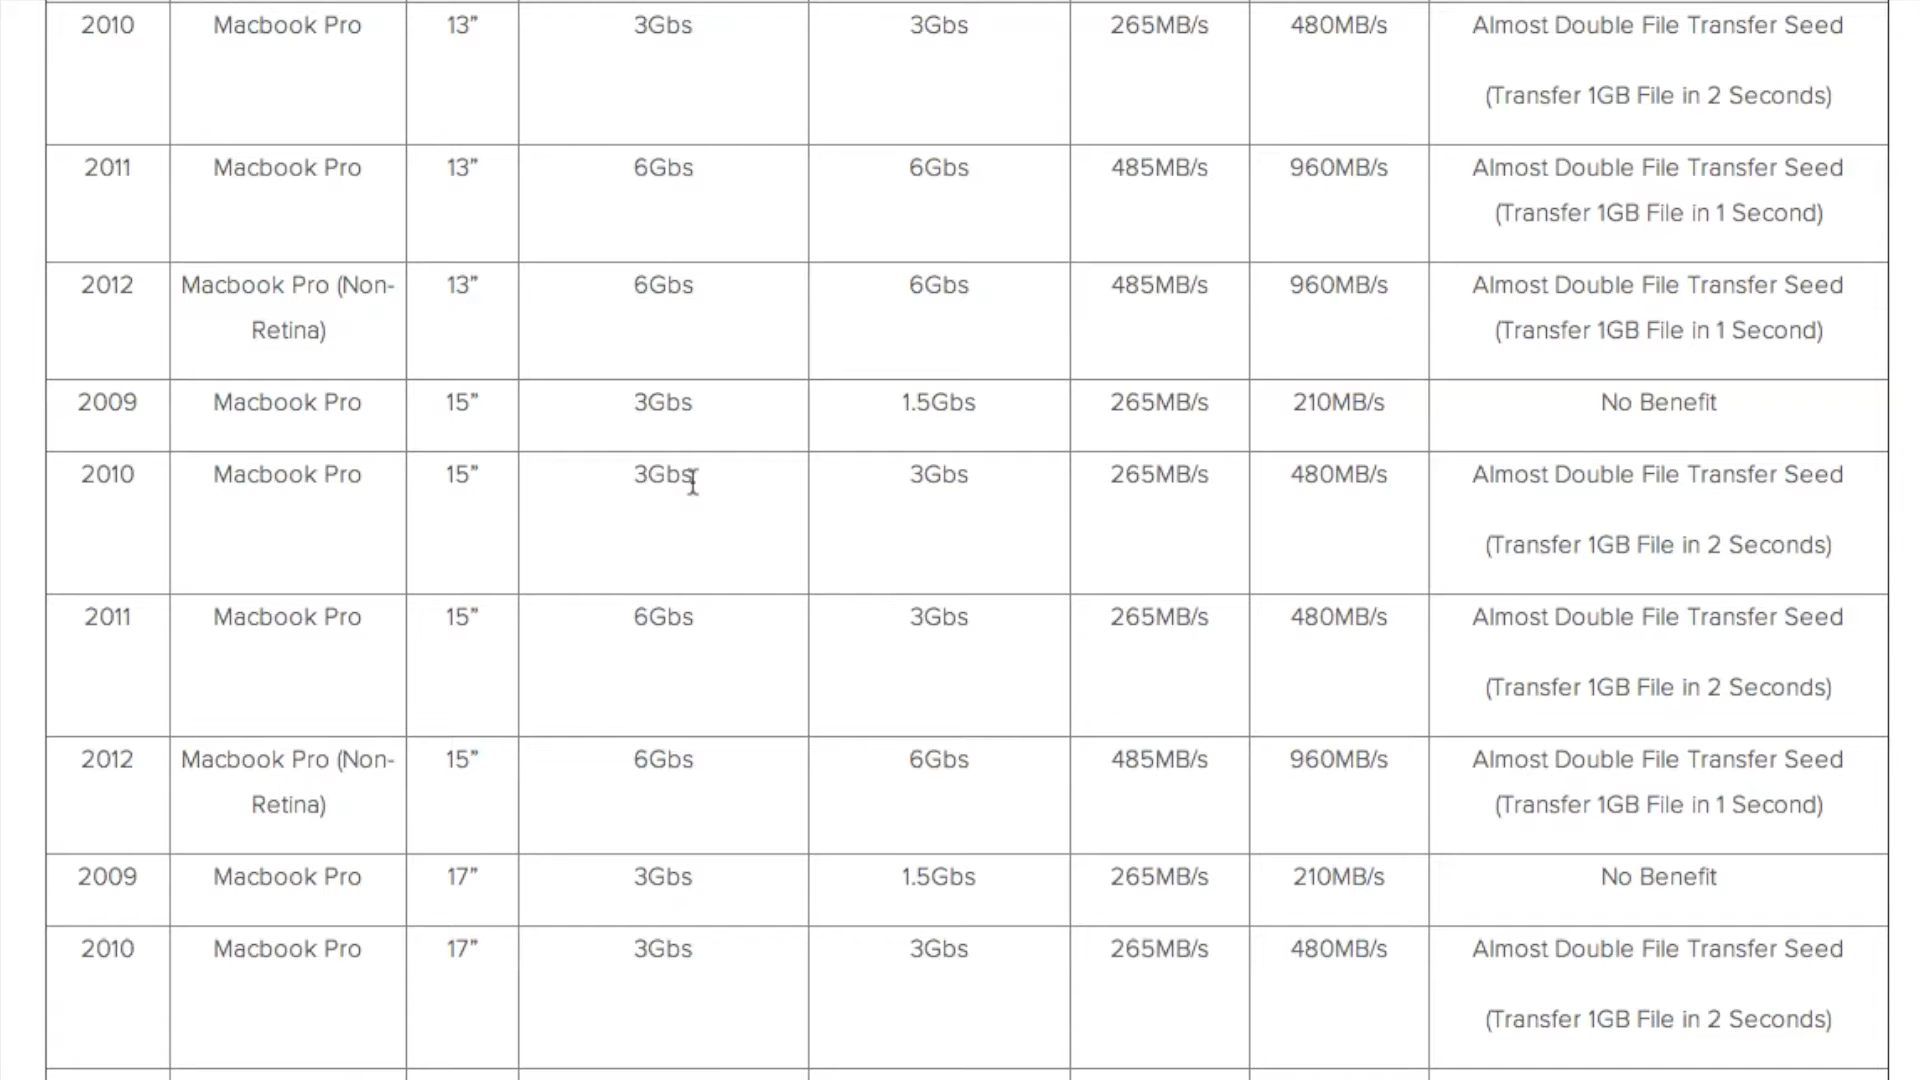 2010 Macbook Pro 13” 3Gbs 3Gbs 265MB/s 480MB/s Almost Double File Transfer Seed
(Transfer 1GB File in 2 Seconds)
2011 Macbook Pro 13” 6Gbs 6Gbs 485MB/s 960MB/s Almost Double File Transfer Seed
(Transfer 1GB File in 1 Second)
2012 Macbook Pro (Non- 13” 6Gbs 6Gbs 485MB/s 960MB/s Almost Double File Transfer Seed
Retina) (Transfer 1GB File in 1 Second)
2009 Macbook Pro 15” 3Gbs 1.5Gbs 265MB/s 210MB/s No Benefit
2010 Macbook Pro 15” 3Gbs 3Gbs 265MB/s 480MB/s Almost Double File Transfer Seed
(Transfer 1GB File in 2 Seconds)
2011 Macbook Pro 15” 6Gbs 3Gbs 265MB/s 480MB/s Almost Double File Transfer Seed
(Transfer 1GB File in 2 Seconds)
2012 Macbook Pro (Non- 15” 6Gbs 6Gbs 485MB/s 960MB/s Almost Double File Transfer Seed
Retina) (Transfer 1GB File in 1 Second)
2009 Macbook Pro 17” 3Gbs 1.5Gbs 265MB/s 210MB/s No Benefit
2010 Macbook Pro 17” 3Gbs 3Gbs 265MB/s 480MB/s Almost Double File Transfer Seed
(Transfer 1GB File in 2 Seconds)